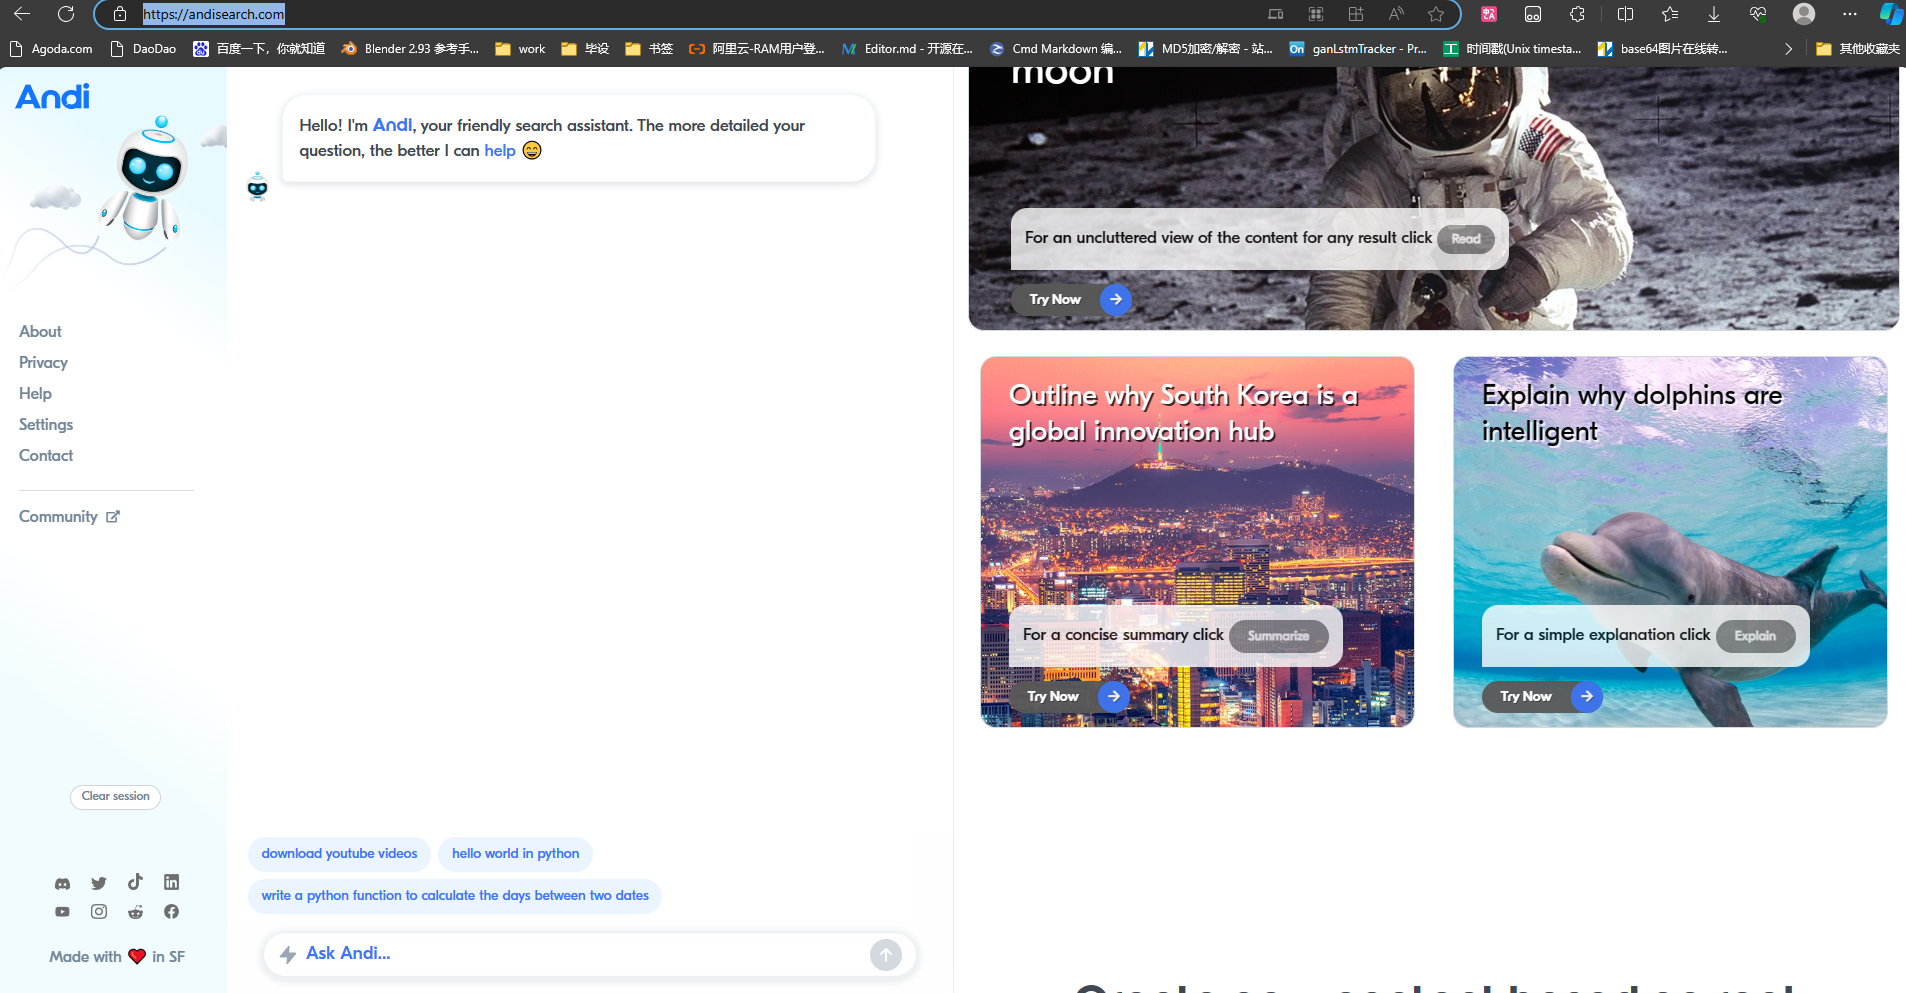 https://andisearch.com
Agoda.com
DaoDao
百度一下，你就知道
Blender 2.93 参考手...
work
毕设
书签
阿里云-RAM用户登...
Editor.md - 开源在...
Cmd Markdown 编...
MD5加密/解密 - 站...
ganLstmTracker - Pr...
时间戳(Unix timesta...
base64图片在线转...
其他收藏夹
Andi
About
Privacy
Help
Settings
Contact
Community
Clear session
Made with in SF
Hello! I'm Andi, your friendly search assistant. The more detailed your
question, the better I can help
download youtube videos
hello world in python
write a python function to calculate the days between two dates
Ask Andi...
moon
For an uncluttered view of the content for any result click Read
Try Now
Outline why South Korea is a
global innovation hub
For a concise summary click Summarize
Try Now
Explain why dolphins are
intelligent
For a simple explanation click Explain
Try Now